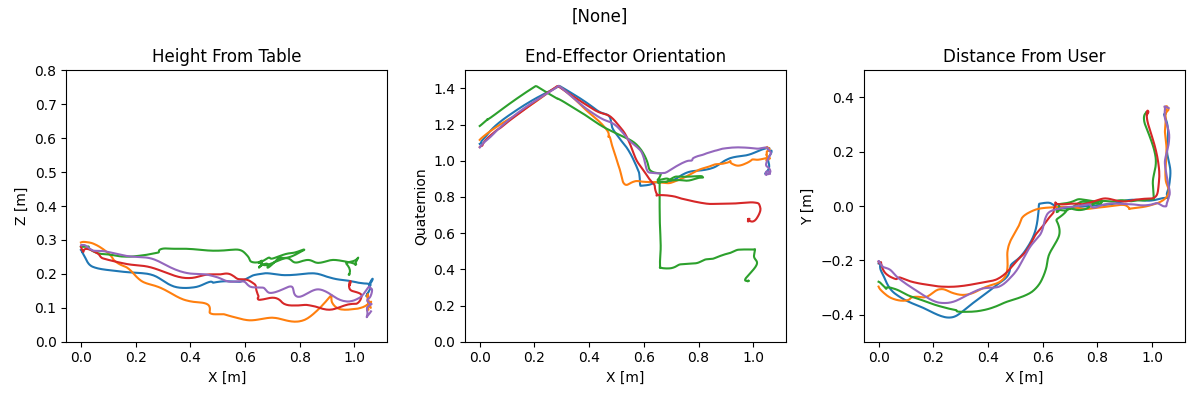 [None]
Height From Table
End-Effector Orientation
Distance From User
Z [m]
0.8
0.7
0.6
0.5
0.4
0.3
0.2
0.1
0.0
0.0 0.2 0.4 0.6 0.8 1.0
X [m]
Quaternion
1.4
1.2
1.0
0.8
0.6
0.4
0.2
0.0
0.0 0.2 0.4 0.6 0.8 1.0
X [m]
Y [m]
0.4
0.2
0.0
−0.2
−0.4
0.0 0.2 0.4 0.6 0.8 1.0
X [m]